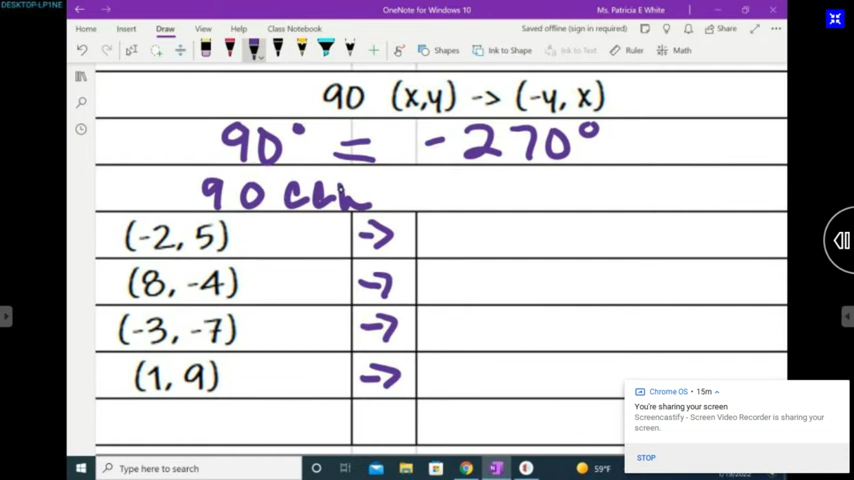 DESKTOP-LP1NE
OneNote for Windows 10
Ms. Patricia E White
Home Insert Draw View Help Class Notebook Saved offline (sign in required) Share
Shapes Ink to Shape Ink to Text Ruler Math
90 (x,y) -> (-y, x)
90° = -270°
90
(-2, 5) ->
(8, -4) ->
(-3, -7) ->
(1, 9) ->
Chrome OS • 15m
You're sharing your screen
Screencastify - Screen Video Recorder is sharing your
screen.
STOP
Type here to search
59°F